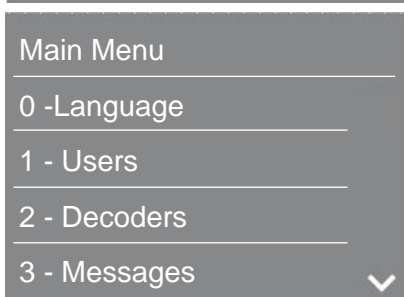 Main Menu
0 -Language
1 - Users
2 - Decoders
3 - Messages